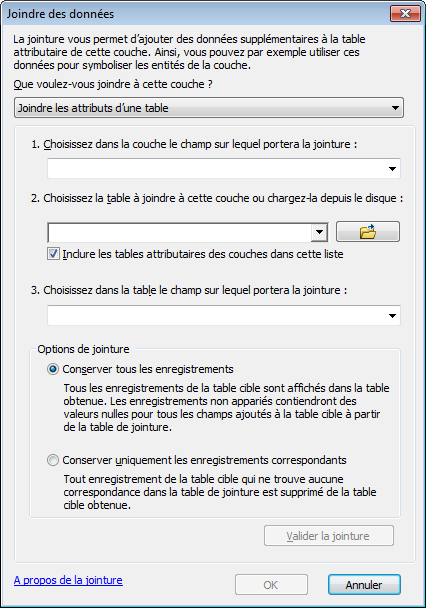 Joindre des données
La jointure vous permet d'ajouter des données supplémentaires à la table
attributaire de cette couche. Ainsi, vous pouvez par exemple utiliser ces
données pour symboliser les entités de la couche.
Que voulez-vous joindre à cette couche ?
Joindre les attributs d'une table
1. Choisissez dans la couche le champ sur lequel portera la jointure :
2. Choisissez la table à joindre à cette couche ou chargez-la depuis le disque :
Inclure les tables attributaires des couches dans cette liste
3. Choisissez dans la table le champ sur lequel portera la jointure :
Options de jointure
Conserver tous les enregistrements
Tous les enregistrements de la table cible sont affichés dans la table
obtenue. Les enregistrements non appariés contiendront des
valeurs nulles pour tous les champs ajoutés à la table cible à partir
de la table de jointure.
Conserver uniquement les enregistrements correspondants
Tout enregistrement de la table cible qui ne trouve aucune
correspondance dans la table de jointure est supprimé de la table
cible obtenue.
Valider la jointure
A propos de la jointure
OK
Annuler